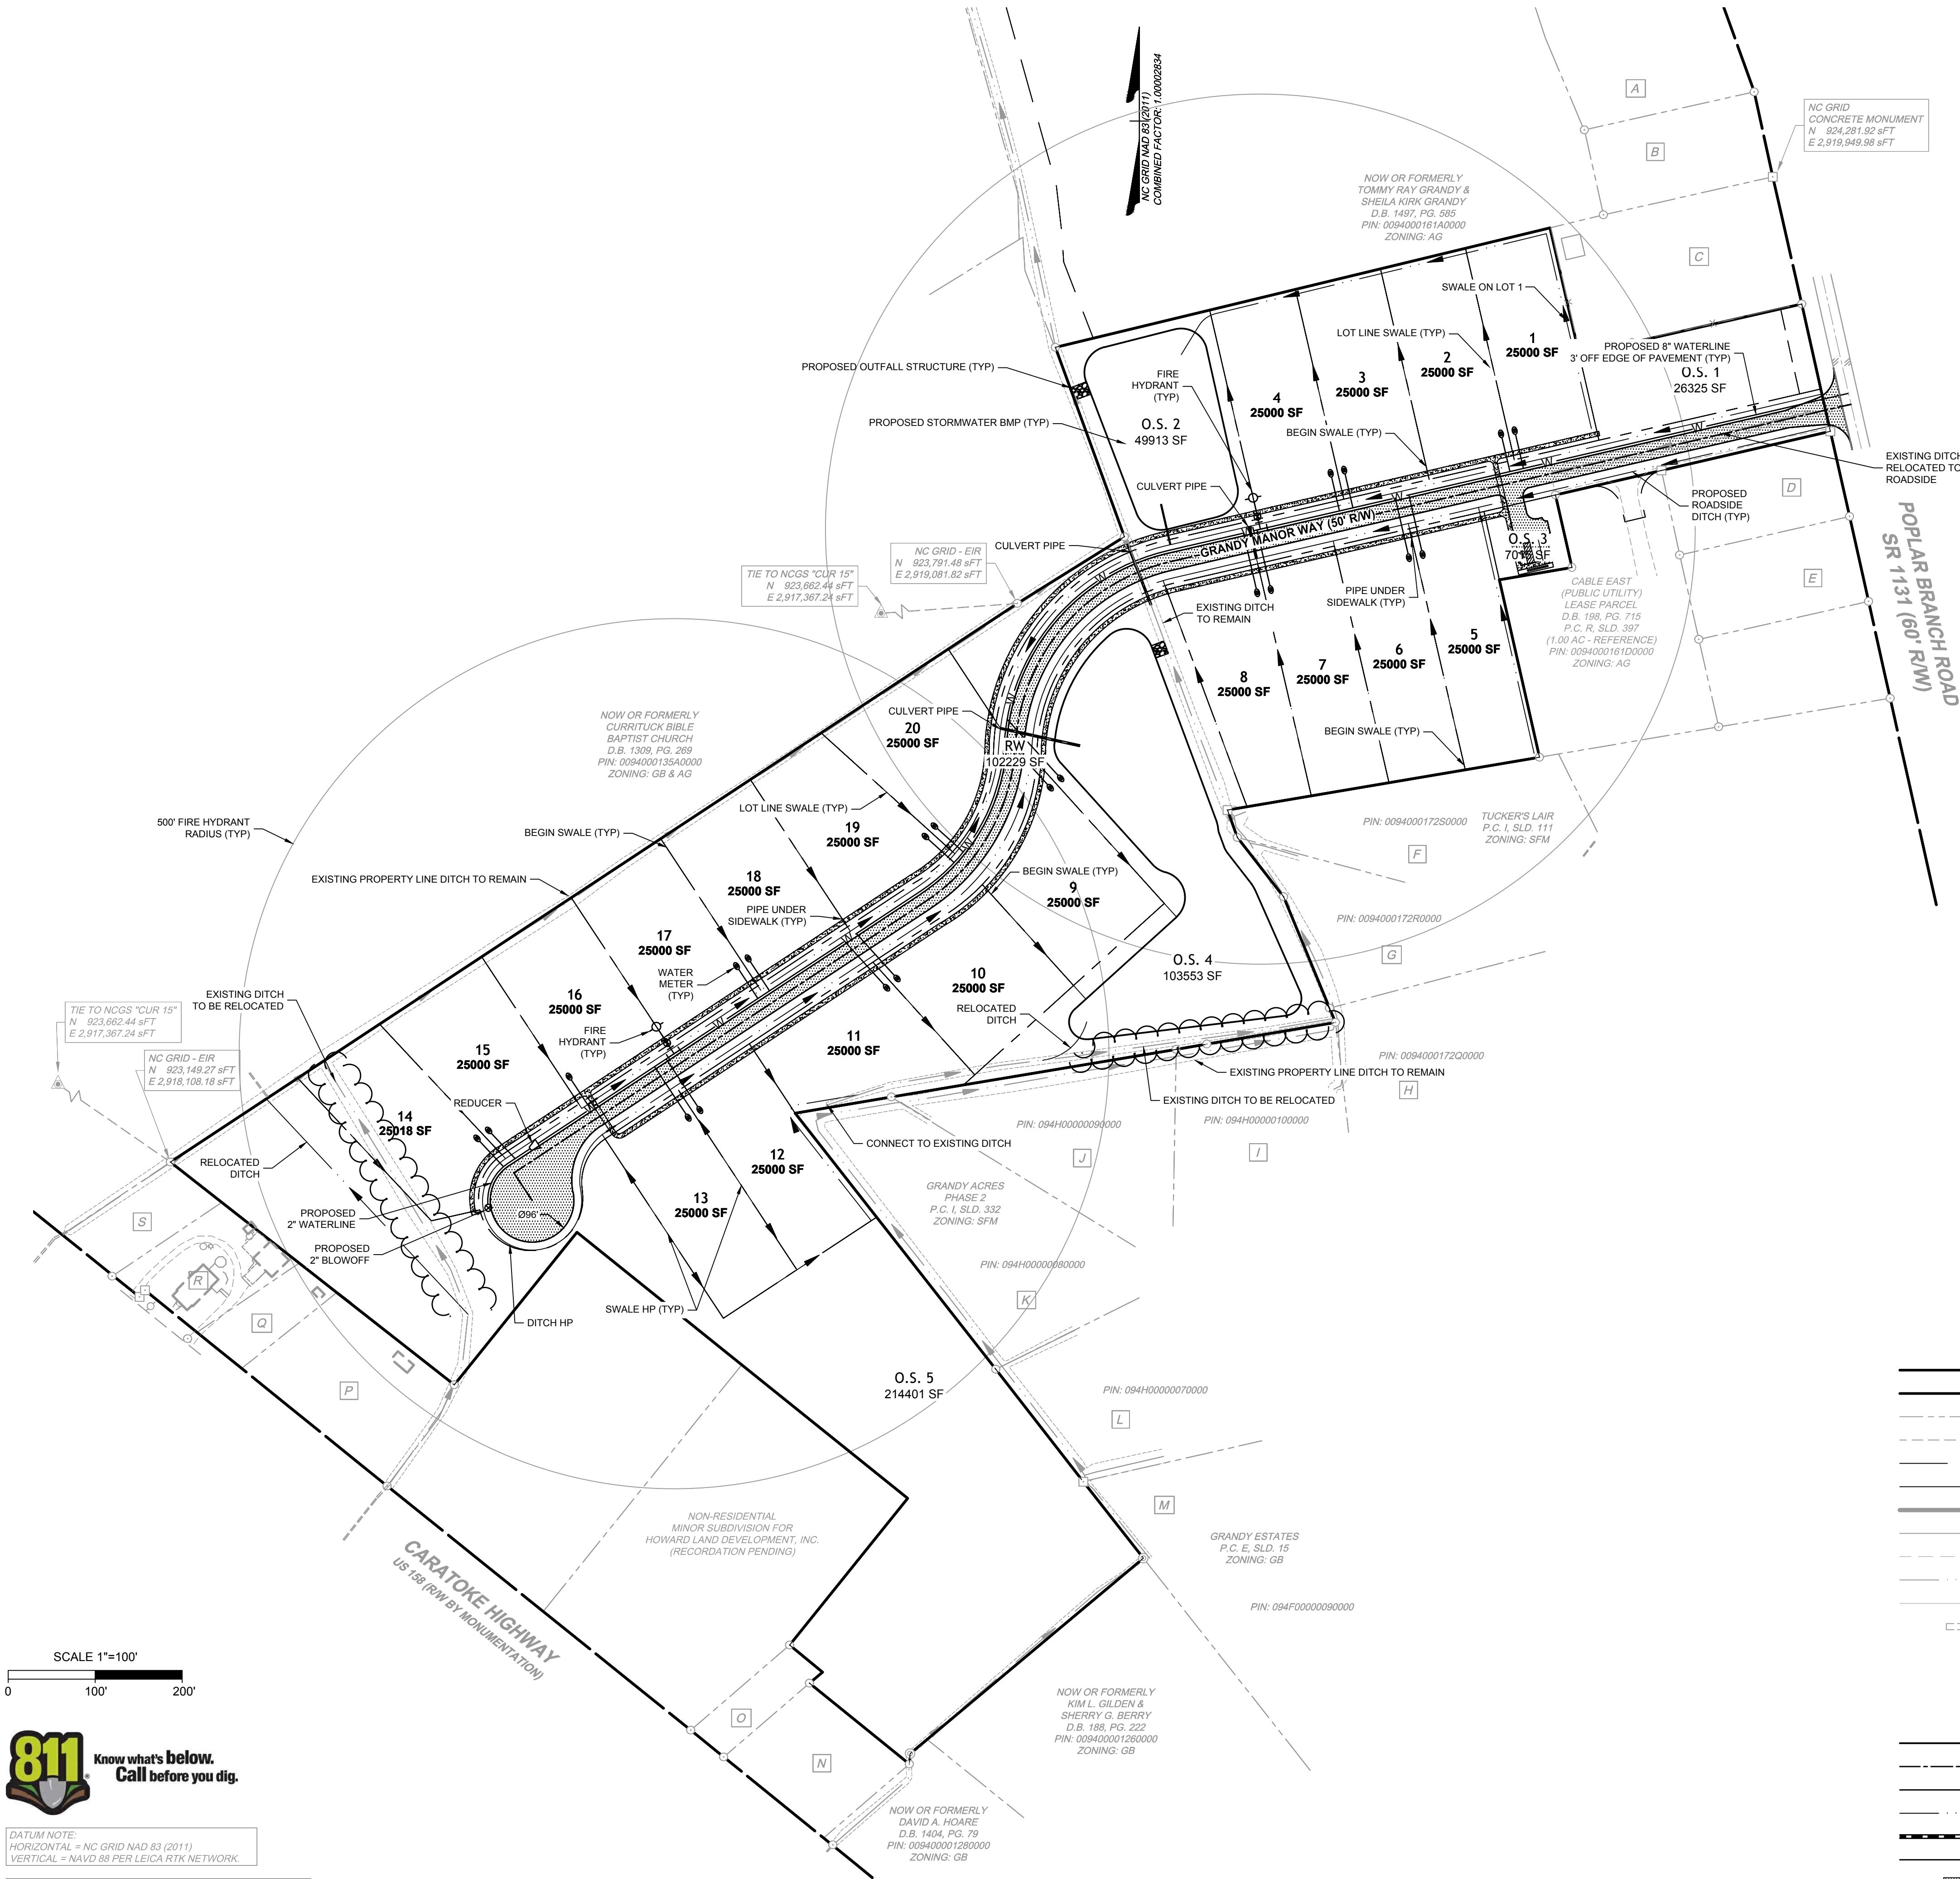 NC GRID NAD 83 (2011)
COMBINED FACTOR: 1.00002834
A
B
NC GRID
CONCRETE MONUMENT
N 924,281.92 sFT
E 2,919,949.98 sFT
NOW OR FORMERLY
TOMMY RAY GRANDY &
SHEILA KIRK GRANDY
D.B. 1497, PG. 585
PIN: 0094000161A0000
ZONING: AG
C
SWALE ON LOT 1
LOT LINE SWALE (TYP)
1
25000 SF
2
25000 SF
3
25000 SF
4
25000 SF
PROPOSED 8" WATERLINE
3' OFF EDGE OF PAVEMENT (TYP)
O.S. 1
26325 SF
PROPOSED OUTFALL STRUCTURE (TYP)
FIRE
HYDRANT
(TYP)
PROPOSED STORMWATER BMP (TYP)
O.S. 2
49913 SF
BEGIN SWALE (TYP)
CULVERT PIPE
W
W
W
W
GRANDY MANOR WAY (50' R/W)
EXISTING DITCH
RELOCATED TO
ROADSIDE
PROPOSED
ROADSIDE
DITCH (TYP)
D
POPLAR BRANCH ROAD
SR 1131 (60' R/W)
O.S. 3
CULVERT PIPE
NC GRID - EIR
N 923,791.48 sFT
E 2,919,081.82 sFT
TIE TO NCGS "CUR 15"
N 923,662.44 sFT
E 2,917,367.24 sFT
W
CABLE EAST
(PUBLIC UTILITY)
LEASE PARCEL
D.B. 198, PG. 715
P.C. R, SLD. 397
(1.00 AC - REFERENCE)
PIN: 0094000161D0000
ZONING: AG
E
PIPE UNDER
SIDEWALK (TYP)
EXISTING DITCH
TO REMAIN
5
25000 SF
6
25000 SF
7
25000 SF
8
25000 SF
BEGIN SWALE (TYP)
NOW OR FORMERLY
CURRITUCK BIBLE
BAPTIST CHURCH
D.B. 1309, PG. 269
PIN: 0094000135A0000
ZONING: GB & AG
W
CULVERT PIPE
20
25000 SF
RW
102229 SF
500' FIRE HYDRANT
RADIUS (TYP)
LOT LINE SWALE (TYP)
19
25000 SF
BEGIN SWALE (TYP)
W
PIN: 0094000172S0000
TUCKER'S LAIR
P.C. I, SLD. 111
ZONING: SFM
F
EXISTING PROPERTY LINE DITCH TO REMAIN
18
25000 SF
BEGIN SWALE (TYP)
9
25000 SF
PIPE UNDER
SIDEWALK (TYP)
PIN: 0094000172R0000
17
25000 SF
W
G
WATER
METER
(TYP)
O.S. 4
103553 SF
10
25000 SF
EXISTING DITCH
TO BE RELOCATED
16
25000 SF
RELOCATED
DITCH
TIE TO NCGS "CUR 15"
N 923,662.44 sFT
E 2,917,367.24 sFT
FIRE
HYDRANT
(TYP)
W
11
25000 SF
15
25000 SF
NC GRID - EIR
N 923,149.27 sFT
E 2,918,108.18 sFT
PIN: 0094000172Q0000
EXISTING PROPERTY LINE DITCH TO REMAIN
H
EXISTING DITCH TO BE RELOCATED
REDUCER
14
25018 SF
PIN: 094H00000090000
PIN: 094H00000100000
CONNECT TO EXISTING DITCH
I
J
RELOCATED
DITCH
12
25000 SF
GRANDY ACRES
PHASE 2
P.C. I, SLD. 332
ZONING: SFM
13
25000 SF
PROPOSED
2" WATERLINE
Ø96'
S
PROPOSED
2" BLOWOFF
R
PIN: 094H00000080000
K
SWALE HP (TYP)
DITCH HP
Q
O.S. 5
214401 SF
P
PIN: 094H00000070000
L
M
NON-RESIDENTIAL
MINOR SUBDIVISION FOR
HOWARD LAND DEVELOPMENT, INC.
(RECORDATION PENDING)
GRANDY ESTATES
P.C. E, SLD. 15
ZONING: GB
CARATOKE HIGHWAY
US 158 (R/W BY MONUMENTATION)
PIN: 094F00000090000
SCALE 1"=100'
0 100' 200'
NOW OR FORMERLY
KIM L. GILDEN &
SHERRY G. BERRY
D.B. 188, PG. 222
PIN: 009400001260000
ZONING: GB
O
N
811
Know what's below.
Call before you dig.
NOW OR FORMERLY
DAVID A. HOARE
D.B. 1404, PG. 79
PIN: 009400001280000
ZONING: GB
DATUM NOTE:
HORIZONTAL = NC GRID NAD 83 (2011)
VERTICAL = NAVD 88 PER LEICA RTK NETWORK.